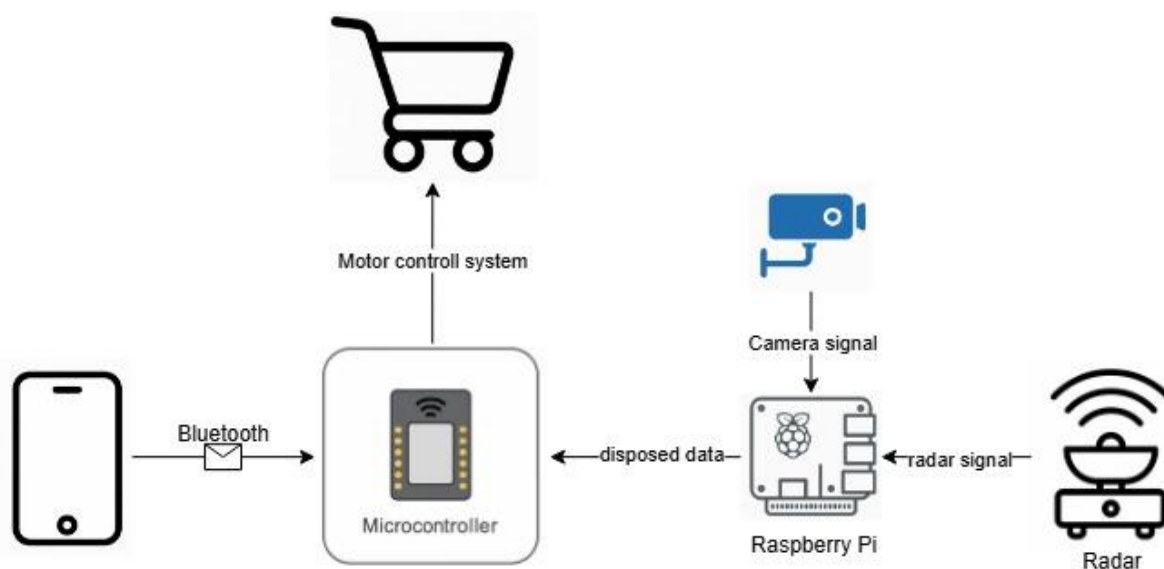 Motor controll system
Camera signal
Bluetooth
disposed data
radar signal
Microcontroller
Raspberry Pi
Radar